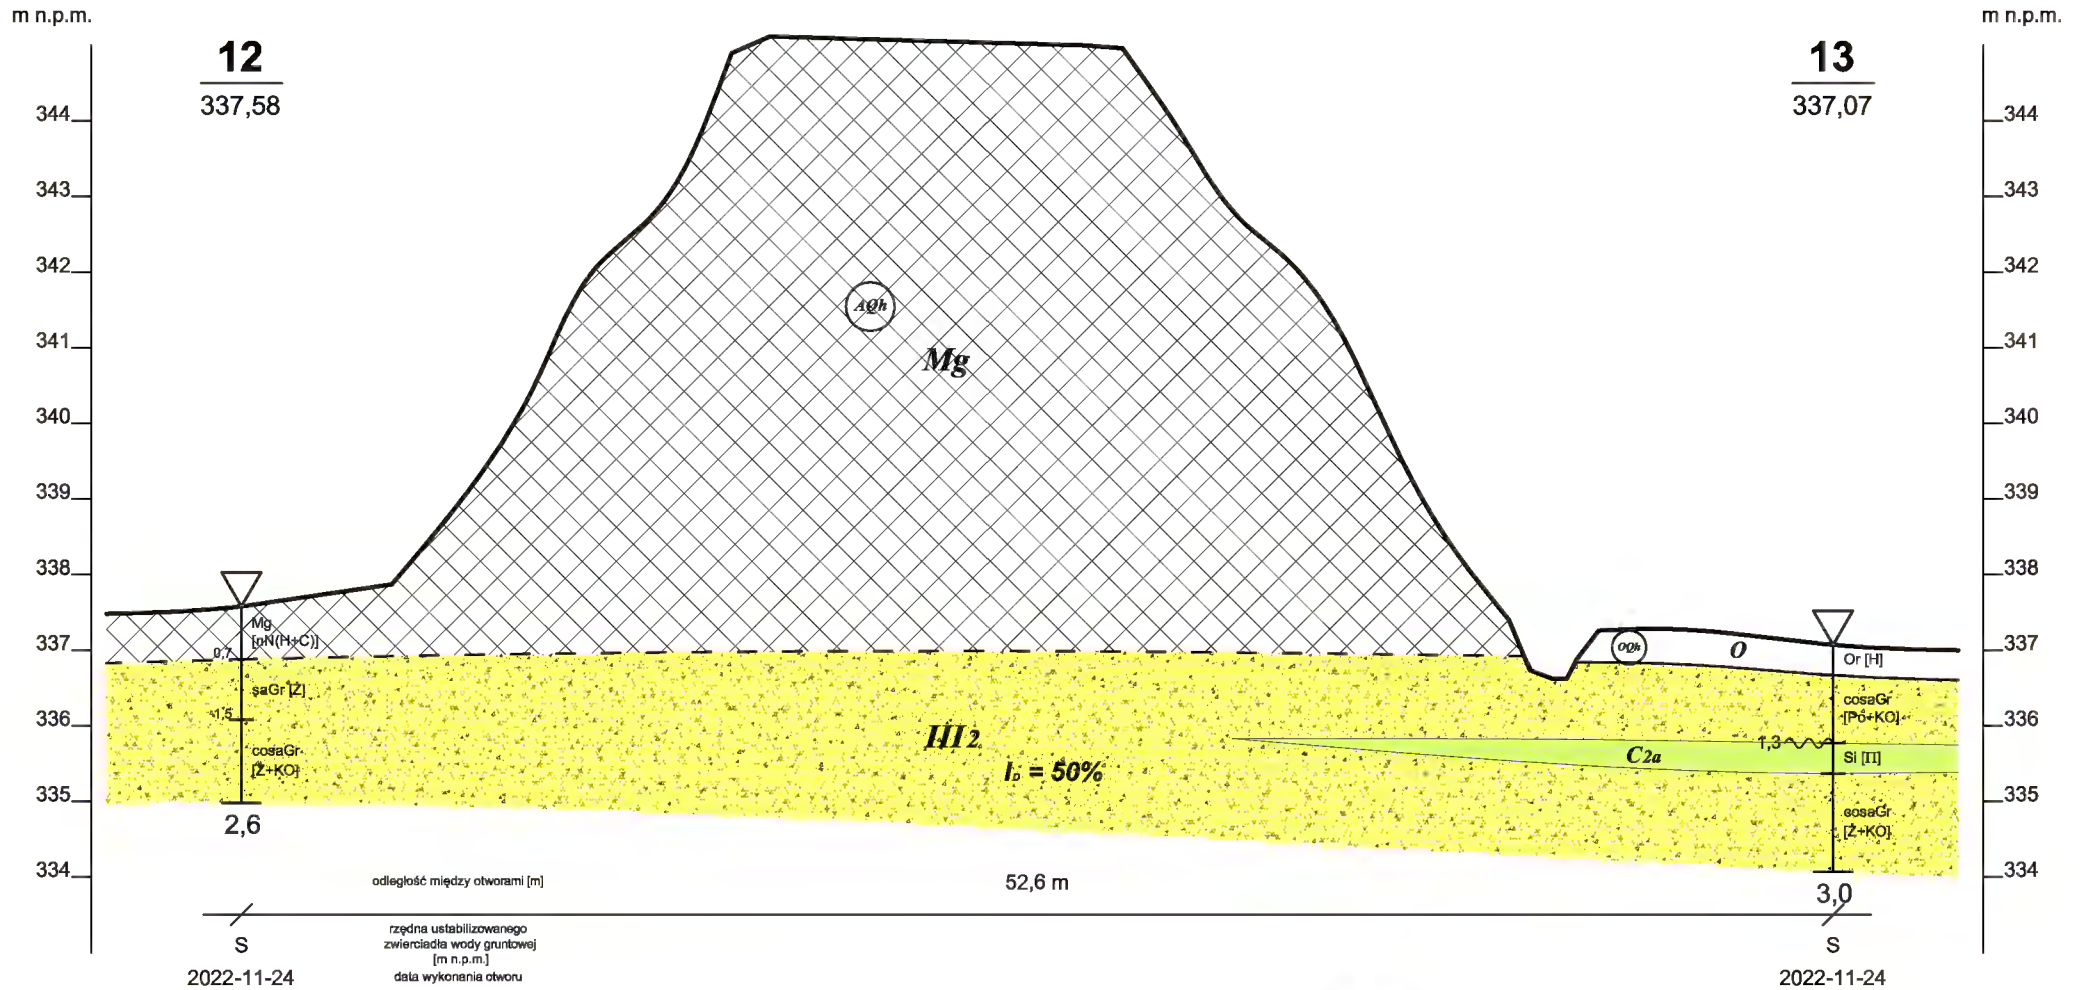 m n.p.m.
m n.p.m.
12
337,58
13
337,07
344
343
342
341
340
339
338
337
336
335
334
344
343
342
341
340
339
338
337
336
335
334
AQh
Mg
Mg
[nN(H+C)]
0,7
saGr [Ż]
1,5
cosaGr
[Ż+KO]
2,6
III2
ID = 50%
OQh
O
Or [H]
cosaGr
[Po+KO]
1,3
C2a
Si [Π]
cosaGr
[Ż+KO]
3,0
odległość między otworami [m]
52,6 m
rzędna ustabilizowanego
zwierciadła wody gruntowej
[m n.p.m.]
data wykonania otworu
S
2022-11-24
S
2022-11-24